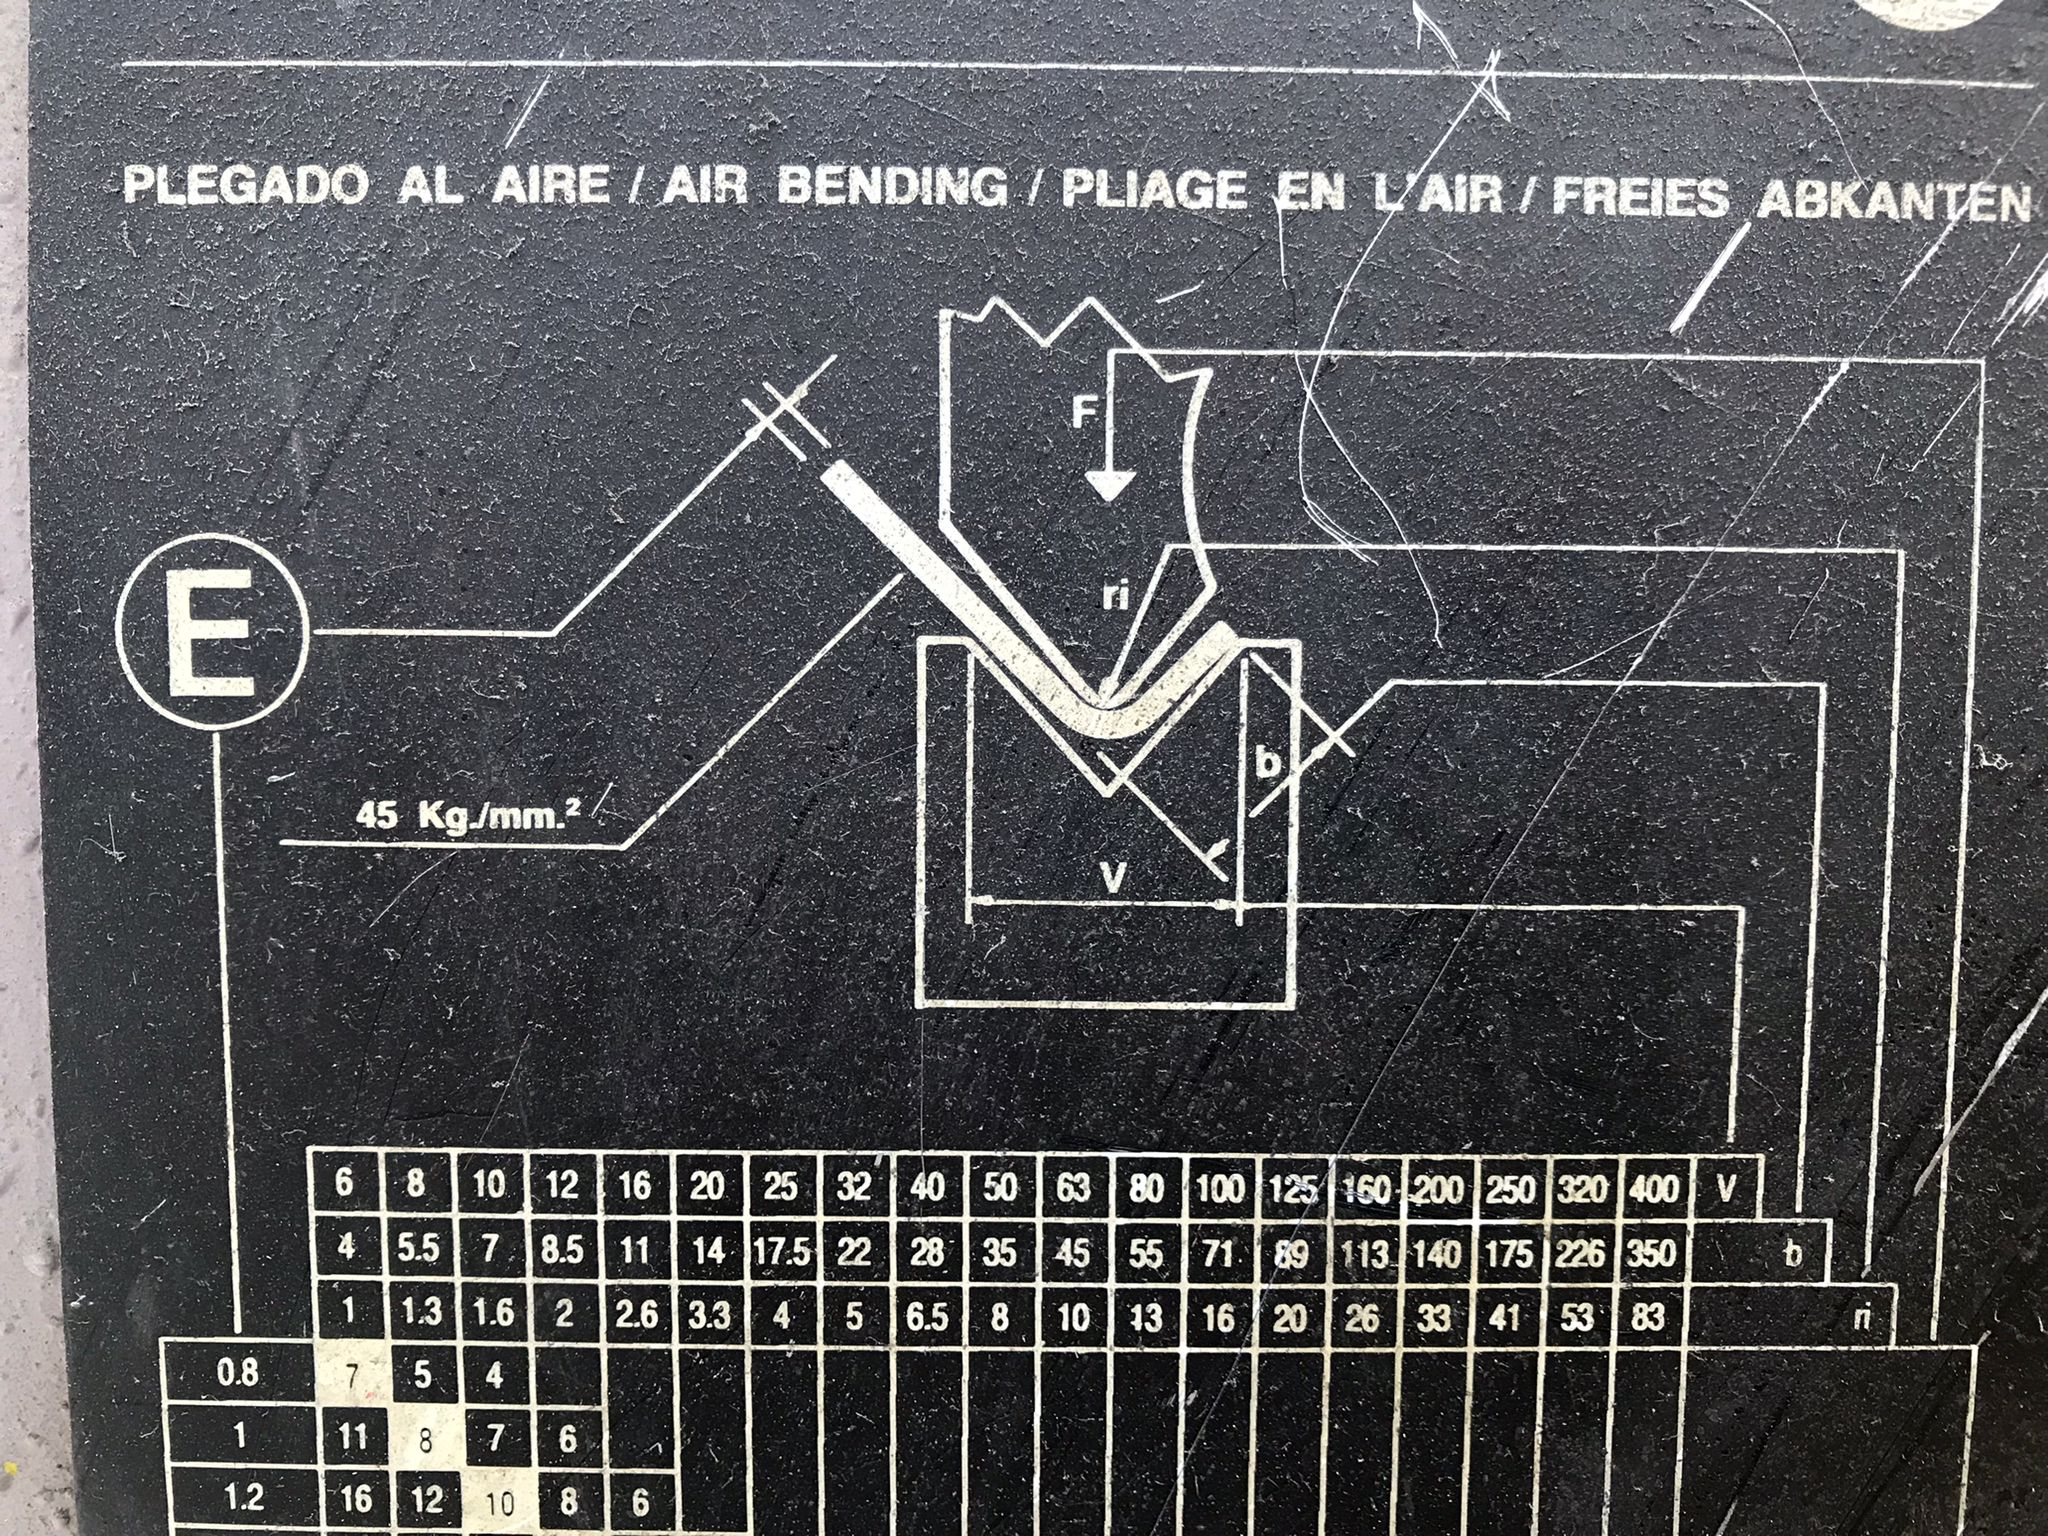 PLEGADO AL AIRE / AIR BENDING / PLIAGE EN L'AIR / FREIES ABKANTEN
F
E
ri
45 Kg./mm.²
b
V
6 8 10 12 16 20 25 32 40 50 63 80 100 125 160 200 250 320 400 V
4 5.5 7 8.5 11 14 17.5 22 28 35 45 55 71 89 113 140 175 226 350 b
1 1.3 1.6 2 2.6 3.3 4 5 6.5 8 10 13 16 20 26 33 41 53 83 ri
0.8 7 5 4
1 11 8 7 6
1.2 16 12 10 8 6